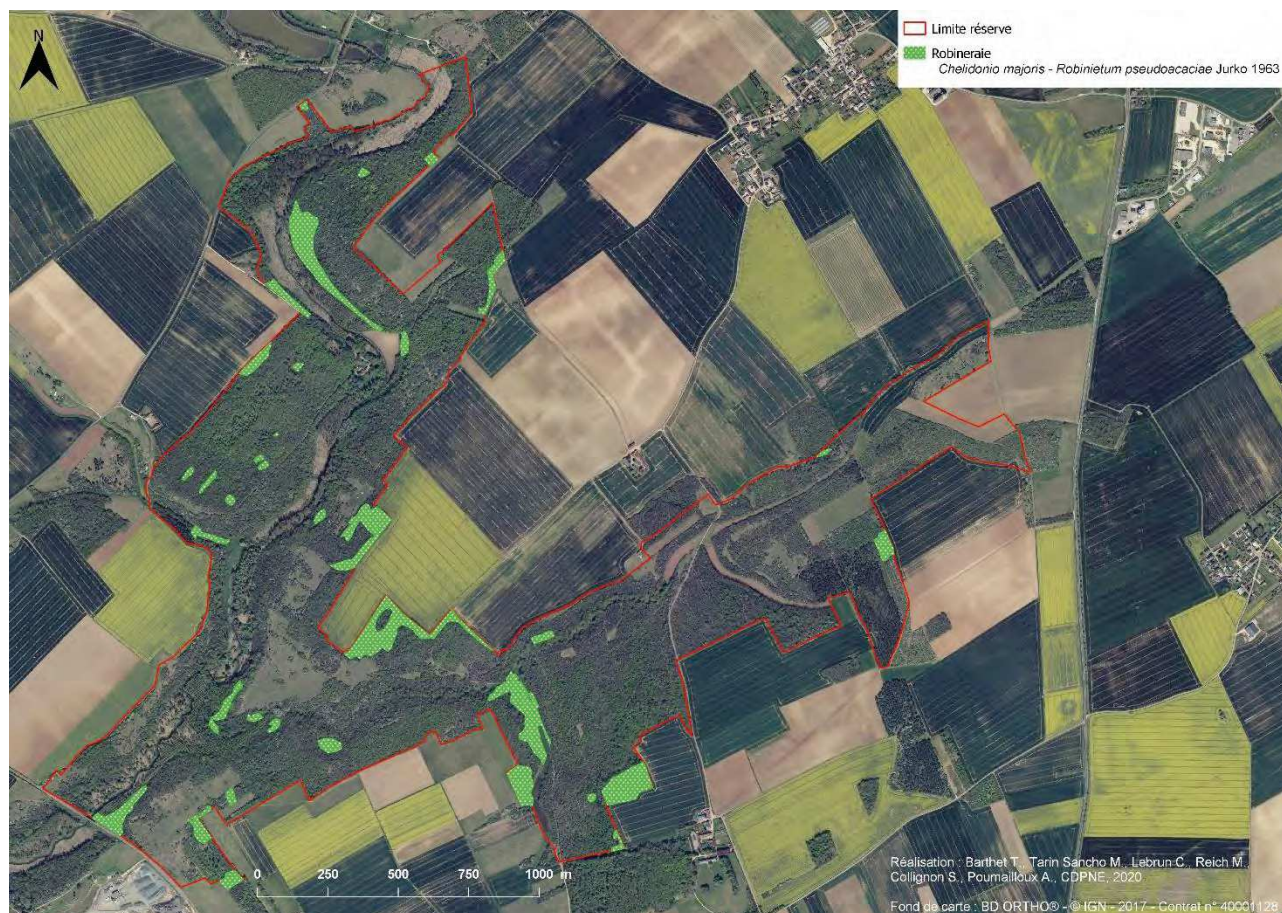 N
Limite réserve
Robineraie
Chelidonio majoris - Robinietum pseudoacaciae Jurko 1963
0 250 500 750 1000 m
Réalisation : Barthet T., Tarin Sancho M., Lebrun C., Reich M.,
Collignon S., Poumailloux A., CDPNE, 2020
Fond de carte : BD ORTHO® - © IGN - 2017 - Contrat n° 40001128